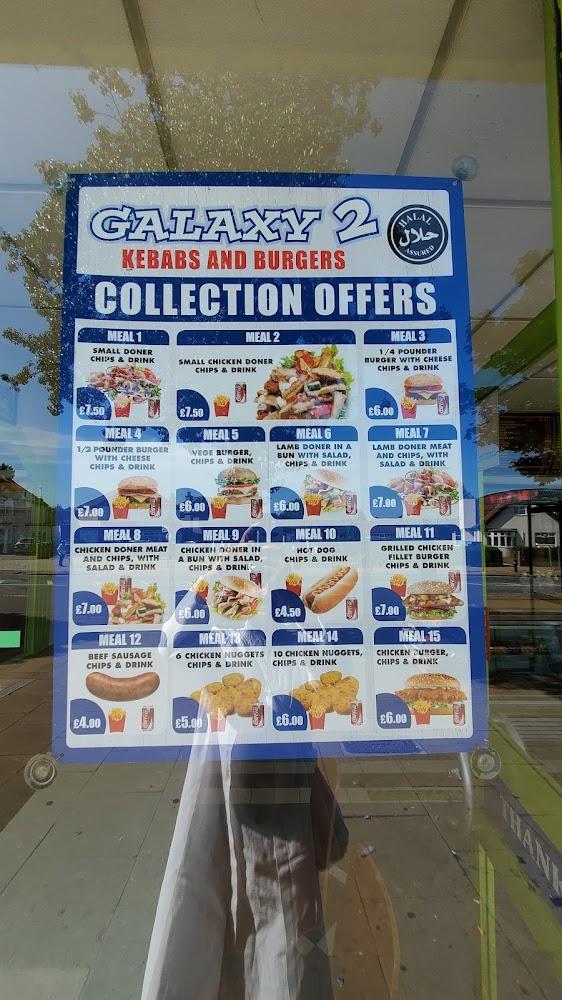 GALAXY 2
HALAL
حلال
ASSURED
KEBABS AND BURGERS
COLLECTION OFFERS
MEAL 1
SMALL DONER
CHIPS & DRINK
£7.50
MEAL 2
SMALL CHICKEN DONER
CHIPS & DRINK
£7.50
MEAL 3
1/4 POUNDER
BURGER WITH CHEESE
CHIPS & DRINK
£6.00
MEAL 4
1/2 POUNDER BURGER
WITH CHEESE
CHIPS & DRINK
£7.00
MEAL 5
VEGE BURGER,
CHIPS & DRINK
£6.00
MEAL 6
LAMB DONER IN A
BUN WITH SALAD,
CHIPS & DRINK
£6.00
MEAL 7
LAMB DONER MEAT
AND CHIPS, WITH
SALAD & DRINK
£7.00
MEAL 8
CHICKEN DONER MEAT
AND CHIPS, WITH
SALAD & DRINK
£7.00
MEAL 9
CHICKEN DONER IN
A BUN WITH SALAD,
CHIPS & DRINK
£6.00
MEAL 10
HOT DOG
CHIPS & DRINK
£4.50
MEAL 11
GRILLED CHICKEN
FILLET BURGER
CHIPS & DRINK
£7.00
MEAL 12
BEEF SAUSAGE
CHIPS & DRINK
£4.00
MEAL 13
6 CHICKEN NUGGETS
CHIPS & DRINK
£5.00
MEAL 14
10 CHICKEN NUGGETS,
CHIPS & DRINK
£6.00
MEAL 15
CHICKEN BURGER,
CHIPS & DRINK
£6.00
THANK